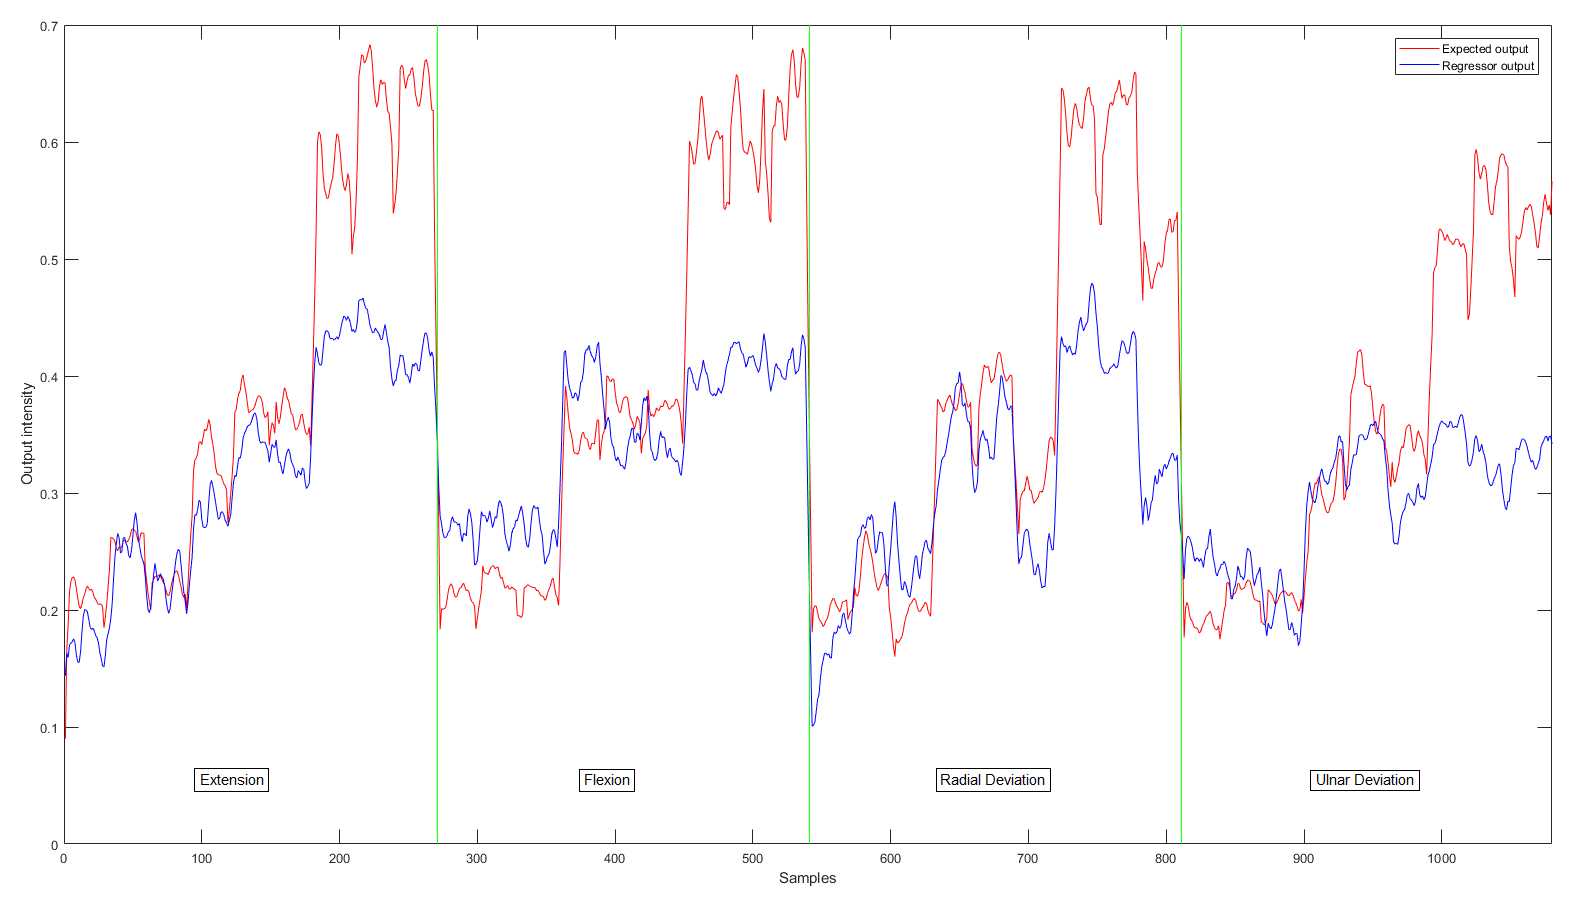 0.7
0.6
0.5
0.4
0.3
0.2
0.1
0
Output intensity
Expected output
Regressor output
Extension
Flexion
Radial Deviation
Ulnar Deviation
0 100 200 300 400 500 600 700 800 900 1000
Samples